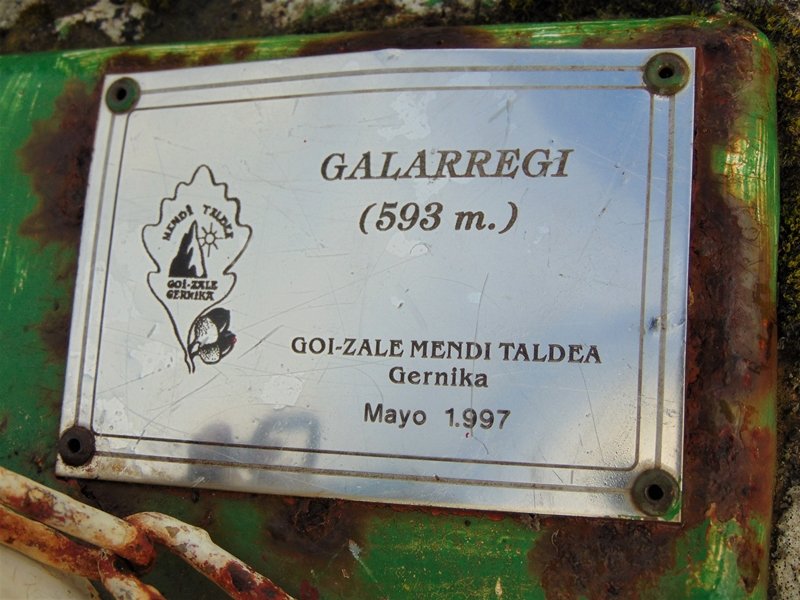 GALARREGI
(593 m.)
MENDI TALDEA
GOI-ZALE
GERNIKA
GOI-ZALE MENDI TALDEA
Gernika
Mayo 1.997